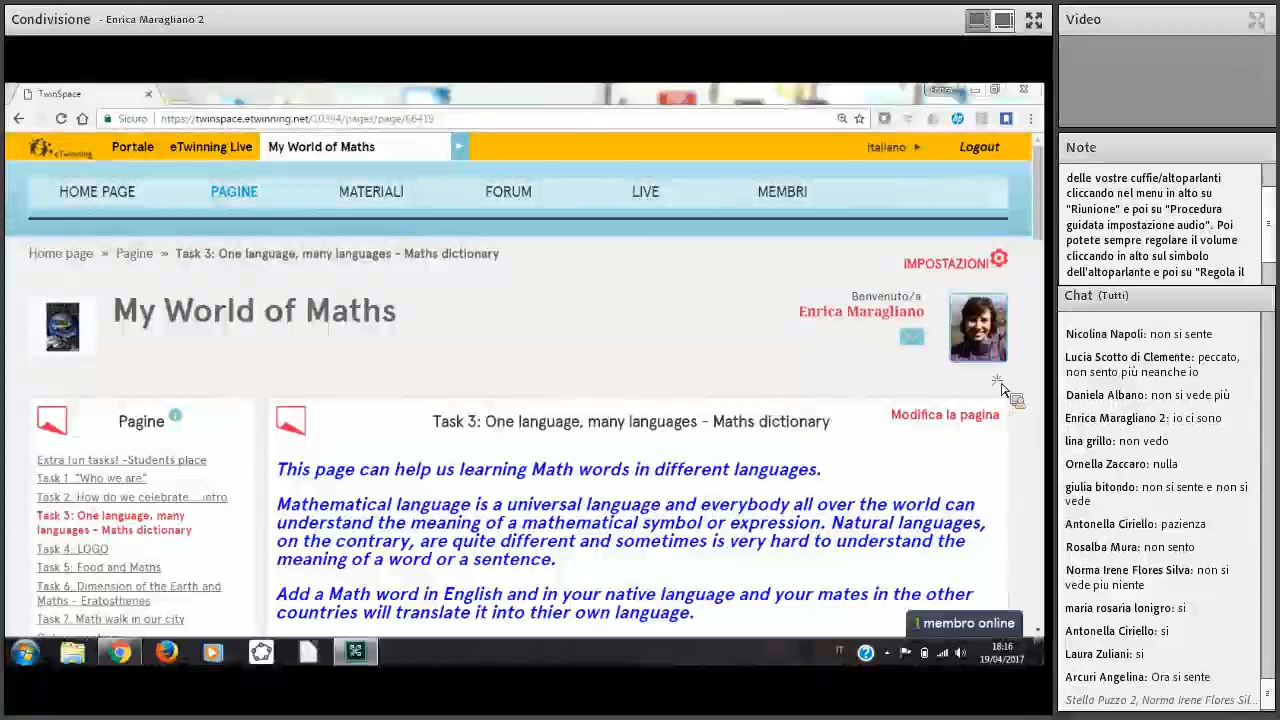 Condivisione - Enrica Maragliano 2
TwinSpace
Sicuro https://twinspace.etwinning.net/10394/pages/page/66419
eTwinning Portale eTwinning Live My World of Maths Italiano Logout
HOME PAGE PAGINE MATERIALI FORUM LIVE MEMBRI
Home page » Pagine » Task 3: One language, many languages - Maths dictionary
IMPOSTAZIONI
My World of Maths
Benvenuto/a
Enrica Maragliano
Pagine
Extra fun tasks! -Students place
Task 1 "Who we are"
Task 2. How do we celebrate....intro
Task 3: One language, many
languages - Maths dictionary
Task 4: LOGO
Task 5: Food and Maths
Task 6: Dimension of the Earth and
Maths - Eratosthenes
Task 7. Math walk in our city
Task 3: One language, many languages - Maths dictionary
Modifica la pagina
This page can help us learning Math words in different languages.
Mathematical language is a universal language and everybody all over the world can
understand the meaning of a mathematical symbol or expression. Natural languages,
on the contrary, are quite different and sometimes is very hard to understand the
meaning of a word or a sentence.
Add a Math word in English and in your native language and your mates in the other
countries will translate it into thier own language.
1 membro online
IT
18:16
19/04/2017
Video
Note
delle vostre cuffie/altoparlanti
cliccando nel menu in alto su
"Riunione" e poi su "Procedura
guidata impostazione audio". Poi
potete sempre regolare il volume
cliccando in alto sul simbolo
dell'altoparlante e poi su "Regola il
Chat (Tutti)
Nicolina Napoli: non si sente
Lucia Scotto di Clemente: peccato,
non sento più neanche io
Daniela Albano: non si vede più
Enrica Maragliano 2: io ci sono
lina grillo: non vedo
Ornella Zaccaro: nulla
giulia bitondo: non si sente e non si
vede
Antonella Ciriello: pazienza
Rosalba Mura: non sento
Norma Irene Flores Silva: non si
vede piu niente
maria rosaria lonigro: si
Antonella Ciriello: si
Laura Zuliani: si
Arcuri Angelina: Ora si sente
Stella Puzzo 2, Norma Irene Flores Sil...